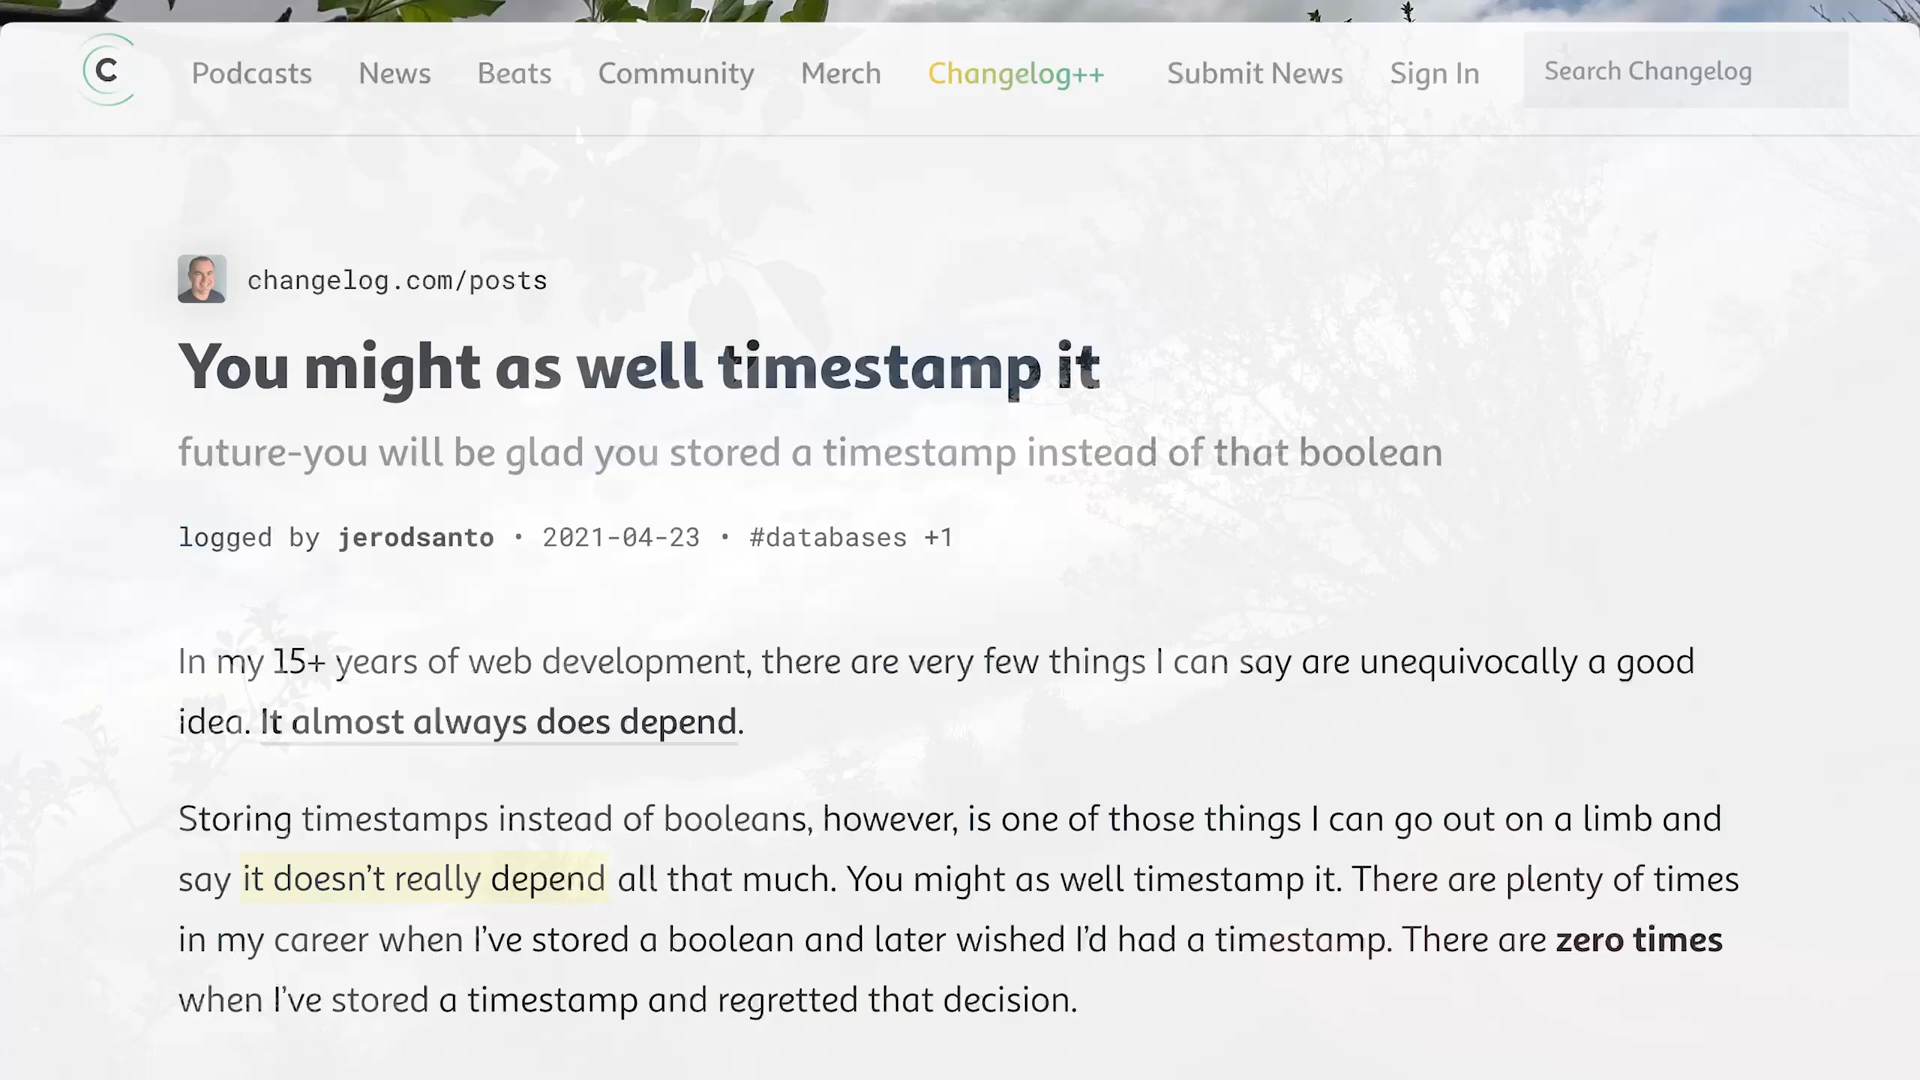 C Podcasts News Beats Community Merch Changelog++ Submit News Sign In Search Changelog
changelog.com/posts
You might as well timestamp it
future-you will be glad you stored a timestamp instead of that boolean
logged by jerodsanto • 2021-04-23 • #databases +1
In my 15+ years of web development, there are very few things I can say are unequivocally a good
idea. It almost always does depend.
Storing timestamps instead of booleans, however, is one of those things I can go out on a limb and
say it doesn’t really depend all that much. You might as well timestamp it. There are plenty of times
in my career when I’ve stored a boolean and later wished I’d had a timestamp. There are zero times
when I’ve stored a timestamp and regretted that decision.